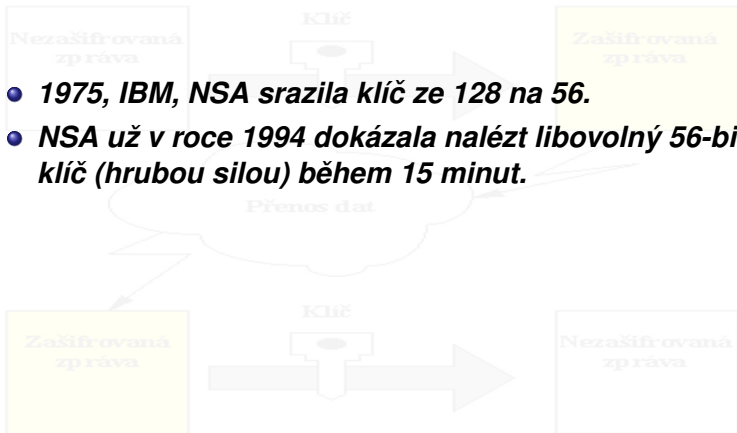 Klíč
Nezašifrovaná
zpráva
Zašifrovaná
zpráva
1975, IBM, NSA srazila klíč ze 128 na 56.
NSA už v roce 1994 dokázala nalézt libovolný 56-bi
klíč (hrubou silou) během 15 minut.
Přenos dat
Klíč
Zašifrovaná
zpráva
Nezašifrovaná
zpráva